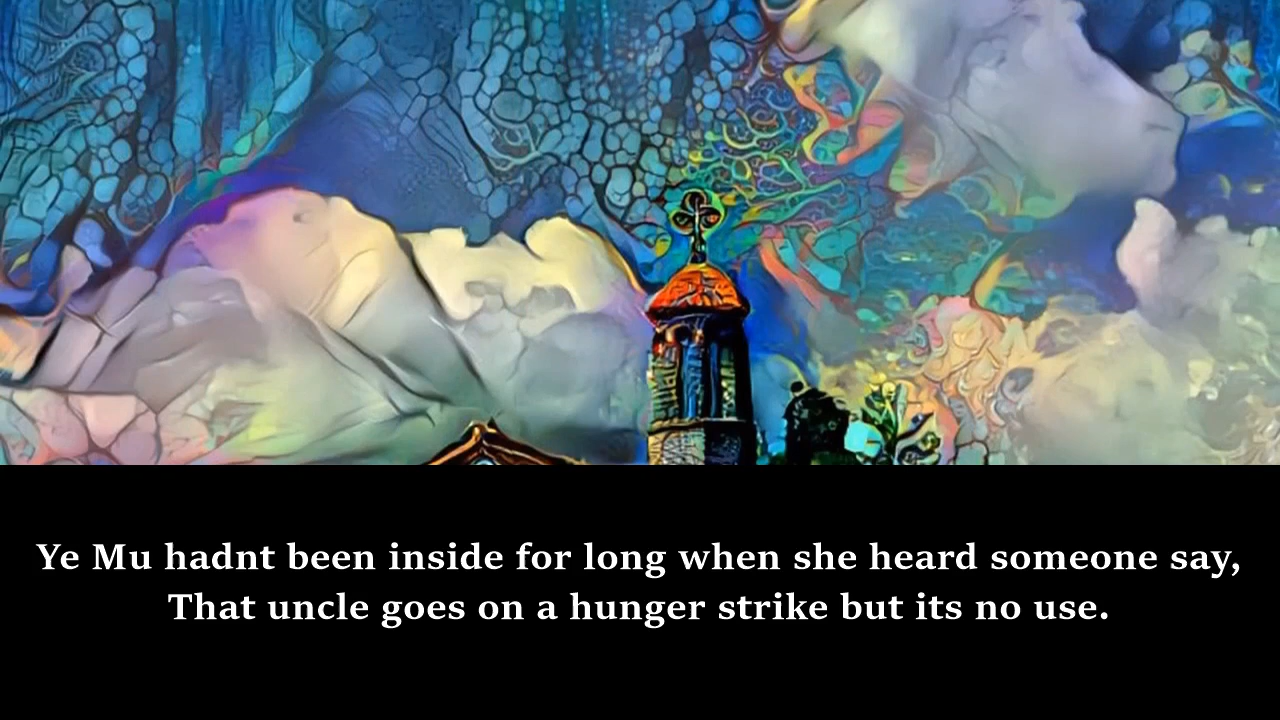 Ye Mu hadnt been inside for long when she heard someone say,
That uncle goes on a hunger strike but its no use.